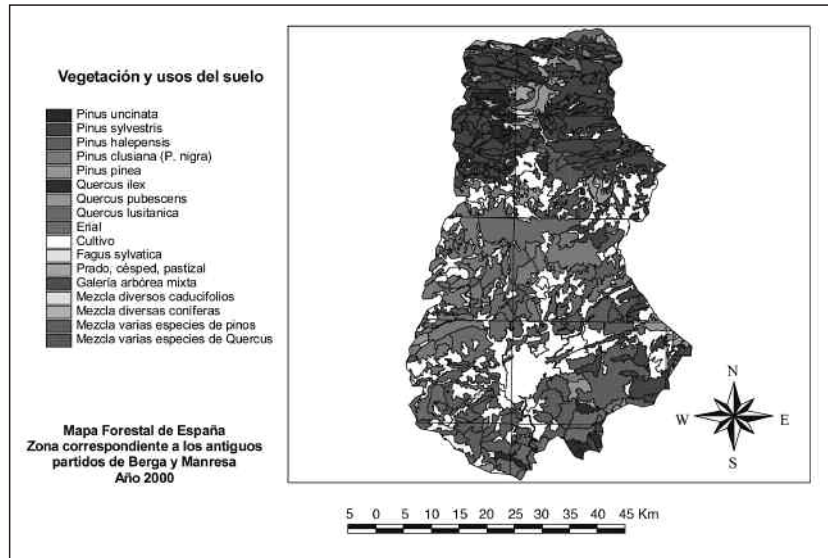 Vegetación y usos del suelo
Pinus uncinata
Pinus sylvestris
Pinus halepensis
Pinus clusiana (P. nigra)
Pinus pinea
Quercus ilex
Quercus pubescens
Quercus lusitanica
Erial
Cultivo
Fagus sylvatica
Prado, césped, pastizal
Galería arbórea mixta
Mezcla diversos caducifolios
Mezcla diversas coníferas
Mezcla varias especies de pinos
Mezcla varias especies de Quercus
Mapa Forestal de España
Zona correspondiente a los antiguos
partidos de Berga y Manresa
Año 2000
N
W E
S
5 0 5 10 15 20 25 30 35 40 45 Km